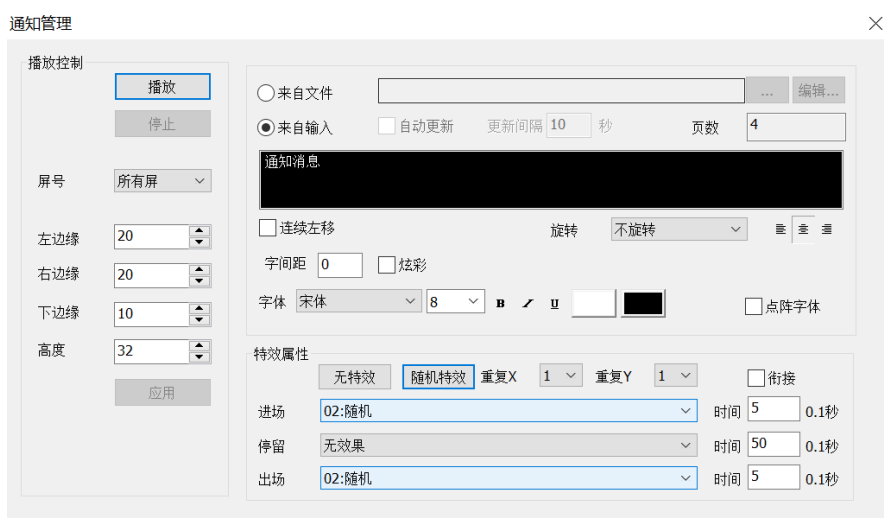 通知管理
播放控制
播放
停止
屏号 所有屏
左边缘 20
右边缘 20
下边缘 10
高度 32
应用
来自文件 ... 编辑...
来自输入 自动更新 更新间隔 10 秒 页数 4
通知消息
连续左移 旋转 不旋转
字间距 0 炫彩
字体 宋体 8 B I U 点阵字体
特效属性
无特效 随机特效 重复X 1 重复Y 1 衔接
进场 02:随机 时间 5 0.1秒
停留 无效果 时间 50 0.1秒
出场 02:随机 时间 5 0.1秒